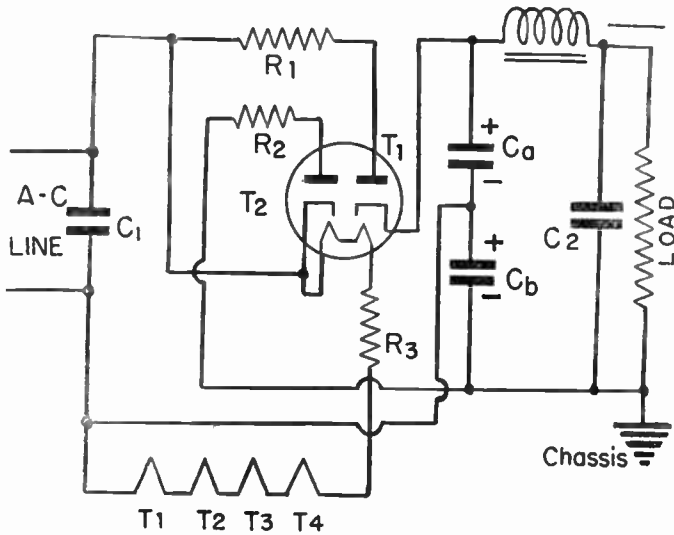 R1
R2
T1
T2
A-C
LINE
C1
+
Ca
-
+
Cb
-
C2
LOAD
R3
Chassis
T1 T2 T3 T4